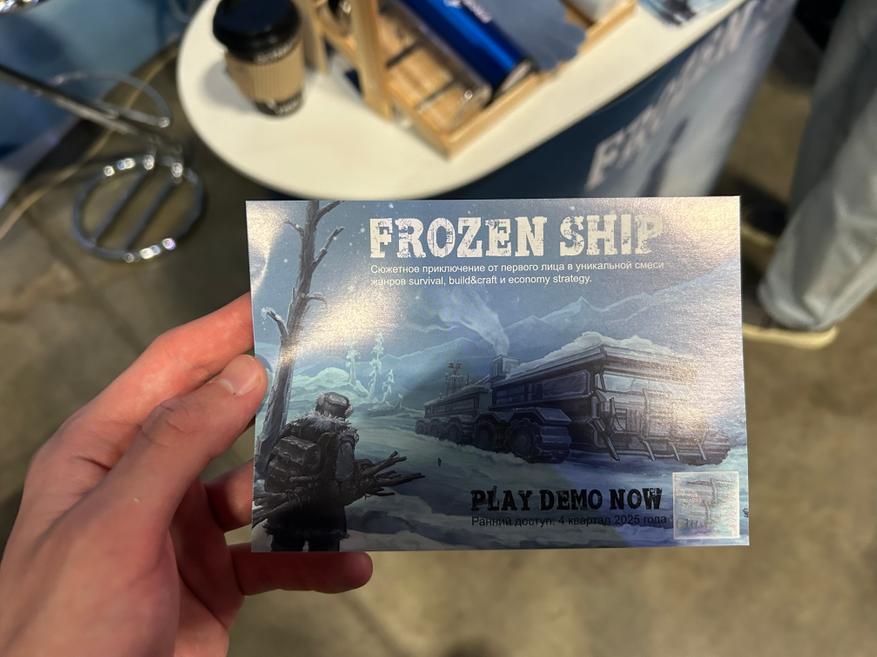 FROZEN SHIP
Сюжетное приключение от первого лица в уникальной смеси
жанров survival, build&craft и economy strategy.
PLAY DEMO NOW
Ранний доступ: 4 квартал 2025 года
FROZEN